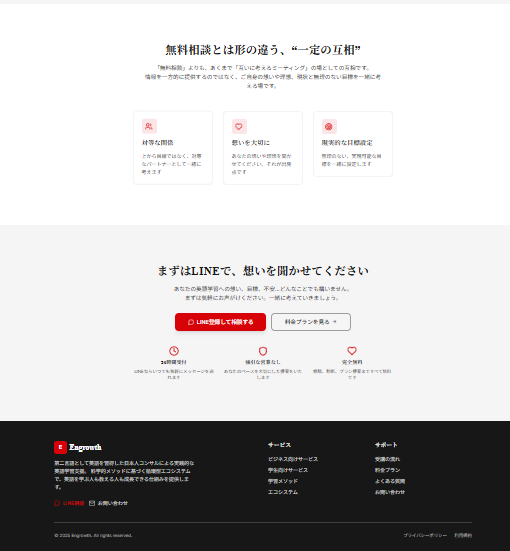 無料相談とは形の違う、“一定の互相”
「無料相談」よりも、あくまで「互いに考えるミーティング」の場としての互相です。
情報を一方的に提供するのではなく、ご自身の想いや理想、現状と無理のない目標を一緒に考
える場です。
対等な関係
上から目線ではなく、対等
なパートナーとして一緒に
考えます
想いを大切に
あなたの想いや理想を聞か
せてください。それが出発
点です
現実的な目標設定
無理のない、実現可能な目
標を一緒に設定します
まずはLINEで、想いを聞かせてください
あなたの英語学習への想い、目標、不安...どんなことでも構いません。
まずは気軽にお声がけください。一緒に考えていきましょう。
LINE登録して相談する
料金プランを見る →
24時間受付
LINEならいつでも気軽にメッセージを送
れます
強引な営業なし
あなたのペースを大切にした提案をいた
します
完全無料
相談、診断、プラン提案まですべて無料
です
E Engrowth
第二言語として英語を習得した日本人コンサルによる実践的な
英語学習支援。科学的メソッドに基づく循環型エコシステム
で、英語を学ぶ人も教える人も成長できる仕組みを提供しま
す。
LINE相談 お問い合わせ
サービス
ビジネス向けサービス
学生向けサービス
学習メソッド
エコシステム
サポート
受講の流れ
料金プラン
よくある質問
お問い合わせ
© 2025 Engrowth. All rights reserved.
プライバシーポリシー 利用規約